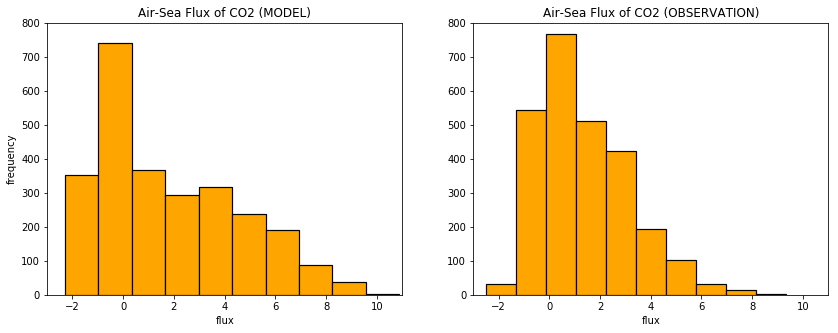 Air-Sea Flux of CO2 (MODEL)
800
700
600
500
400
300
200
100
0
frequency
−2 0 2 4 6 8 10
flux
Air-Sea Flux of CO2 (OBSERVATION)
800
700
600
500
400
300
200
100
0
−2 0 2 4 6 8 10
flux